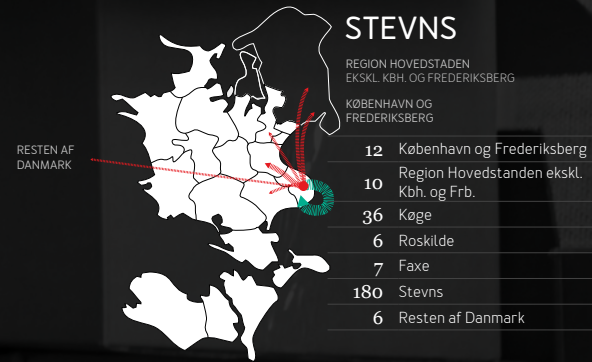 STEVNS
REGION HOVEDSTADEN
EKSKL. KBH. OG FREDERIKSBERG
KØBENHAVN OG
FREDERIKSBERG
RESTEN AF
DANMARK
12 København og Frederiksberg
10 Region Hovedstanden ekskl.
Kbh. og Frb.
36 Køge
6 Roskilde
7 Faxe
180 Stevns
6 Resten af Danmark